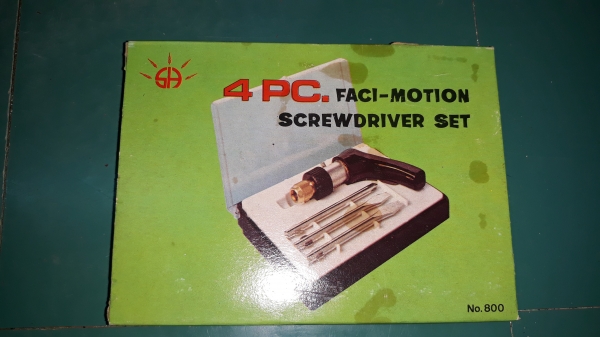 GA
4 PC. FACI-MOTION
SCREWDRIVER SET
No. 800